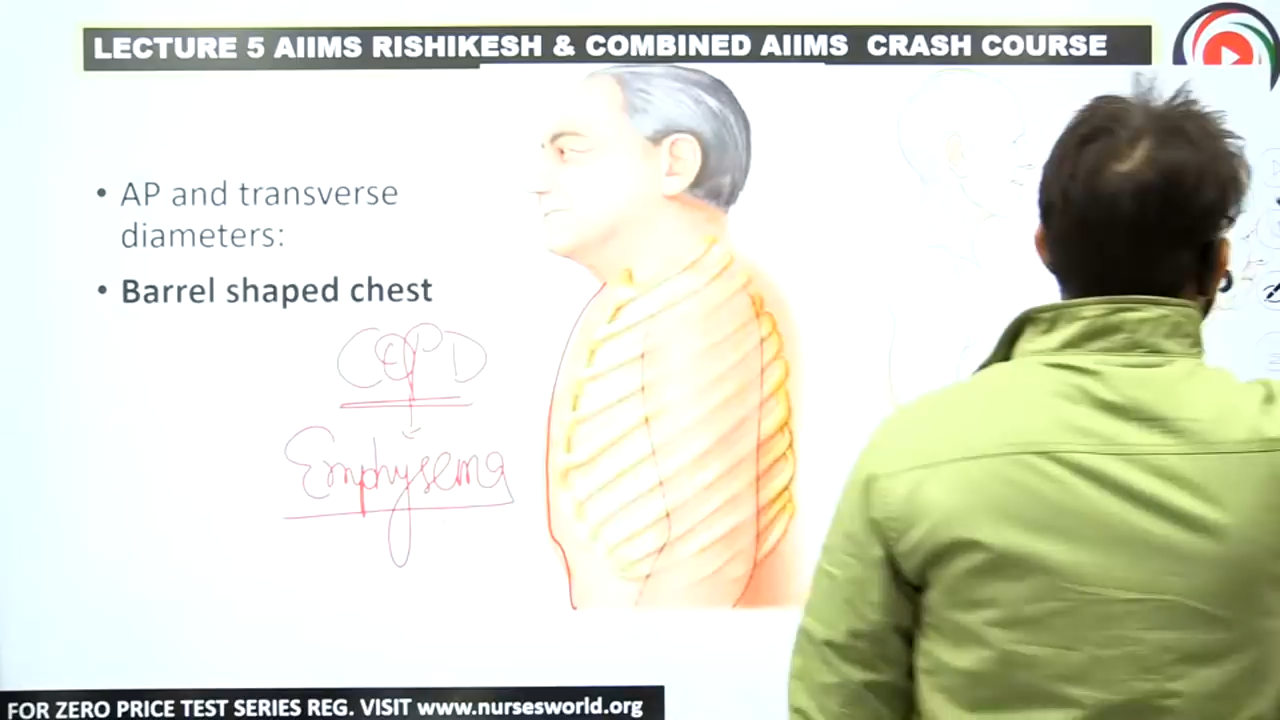 LECTURE 5 AIIMS RISHIKESH & COMBINED AIIMS CRASH COURSE
• AP and transverse
diameters:
• Barrel shaped chest
COPD
Emphysema
FOR ZERO PRICE TEST SERIES REG. VISIT www.nursesworld.org